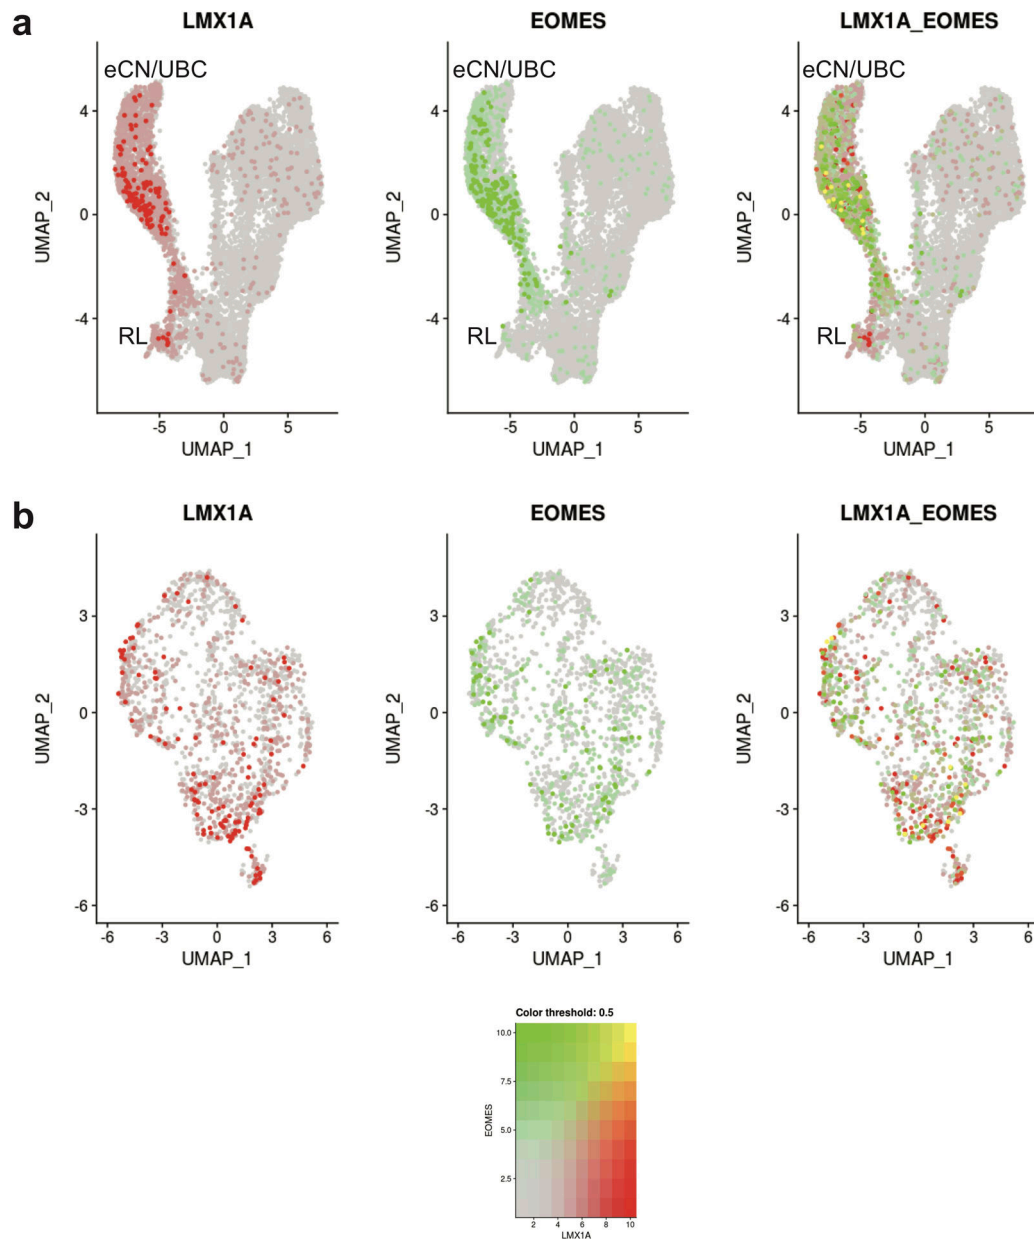 a
LMX1A
EOMES
LMX1A_EOMES
eCN/UBC
eCN/UBC
eCN/UBC
4
0
-4
UMAP_2
RL
-5
0
5
UMAP_1
4
0
-4
UMAP_2
RL
-5
0
5
UMAP_1
4
0
-4
UMAP_2
RL
-5
0
5
UMAP_1
b
LMX1A
EOMES
LMX1A_EOMES
3
0
-3
-6
UMAP_2
-6
-3
0
3
6
UMAP_1
3
0
-3
-6
UMAP_2
-6
-3
0
3
6
UMAP_1
3
0
-3
-6
UMAP_2
-6
-3
0
3
6
UMAP_1
Color threshold: 0.5
10.0
7.5
5.0
2.5
EOMES
2
4
6
8
10
LMX1A